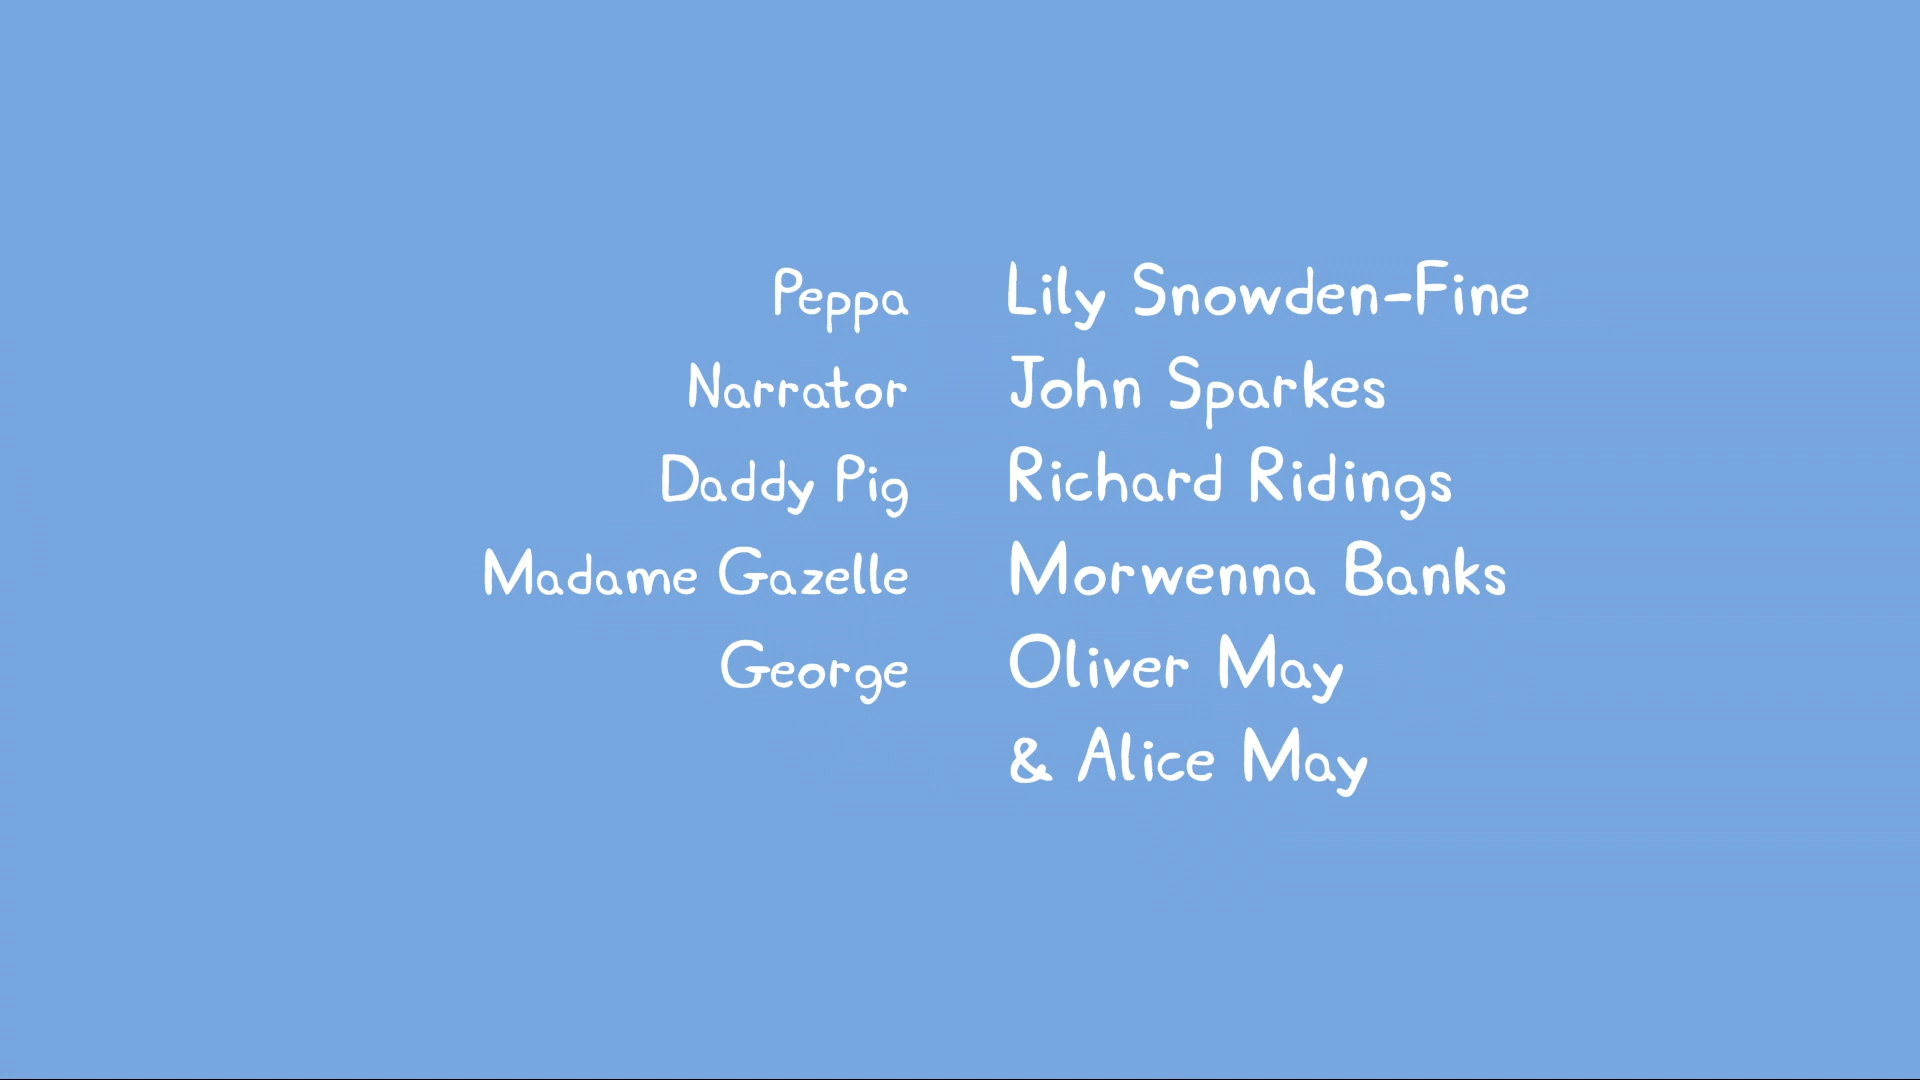 Peppa Lily Snowden-Fine
Narrator John Sparkes
Daddy Pig Richard Ridings
Madame Gazelle Morwenna Banks
George Oliver May
& Alice May